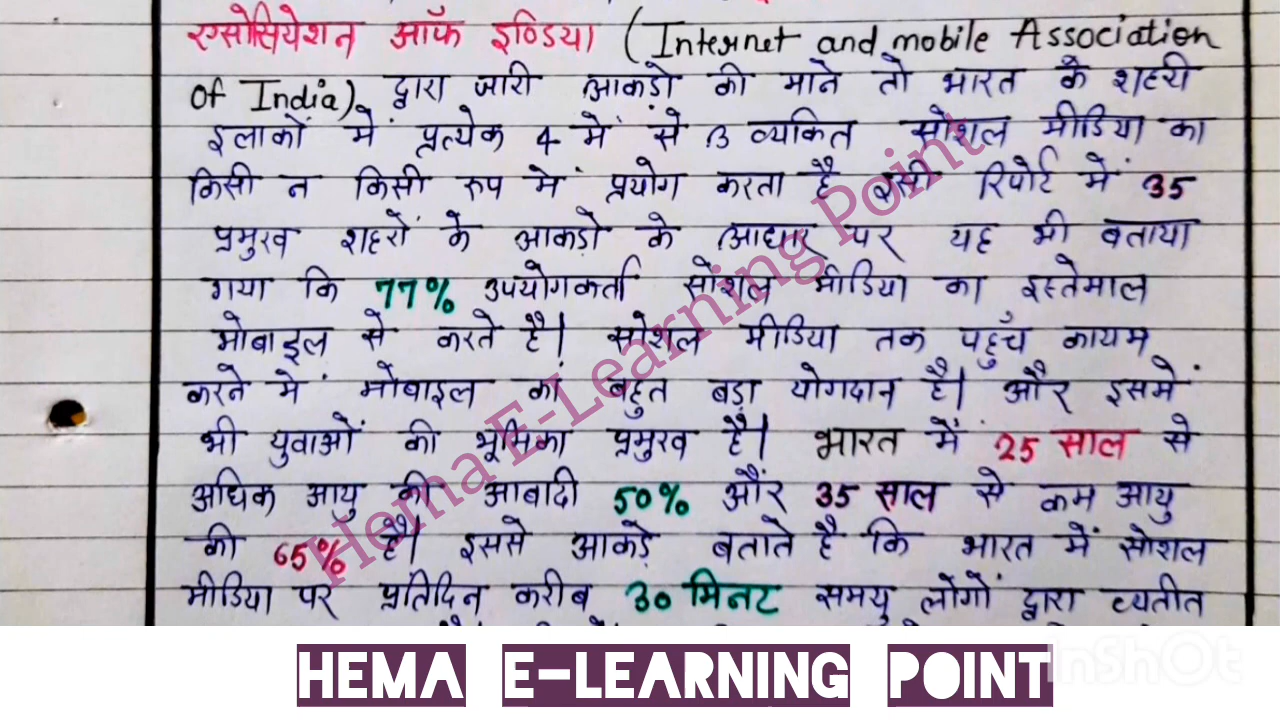 एसोसियेशन ऑफ इण्डिया (Internet and mobile Association
of India) द्वारा जारी आकड़ो की माने तो भारत के शहरी
इलाकों में प्रत्येक 4 में से 3 व्यकित सोशल मीडिया का
किसी न किसी रुप में प्रयोग करता है इसी रिपोर्ट में 35
प्रमुख शहरों के आकडो के आधार पर यह भी बताया
गया कि 77% उपयोगकर्ता सोशल मीडिया का इस्तेमाल
मोबाइल से करते है। सोशल मीडिया तक पहुँच कायम
करने में मोबाइल का बहुत बड़ा योगदान है। और इसमें
भी युवाओं की भूमिका प्रमुख है। भारत में 25 साल से
अधिक आयु की आबादी 50% और 35 साल से कम आयु
की 65% है। इससे आकड़े बताते है कि भारत में सोशल
मीडिया पर प्रतिदिन करीब 30 मिनट समय लोगों द्वारा व्यतीत
Hema E-Learning Point
HEMA E-LEARNING POINT
InShOt